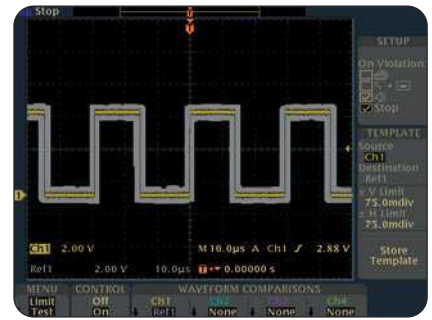 Stop
SETUP
On Violation
Stop
TEMPLATE
Source
Ch1
Destination
Ref1
± V Limit
75.0mdiv
± H Limit
75.0mdiv
Store
Template
1
Ch1 2.00 V M 10.0µs A Ch1 2.88 V
Ref1 2.00 V 10.0µs 0.00000 s
MENU CONTROL WAVEFORM COMPARISONS
Limit Off Ch1 Ch2 Ch3 Ch4
Test On Ref1 None None None